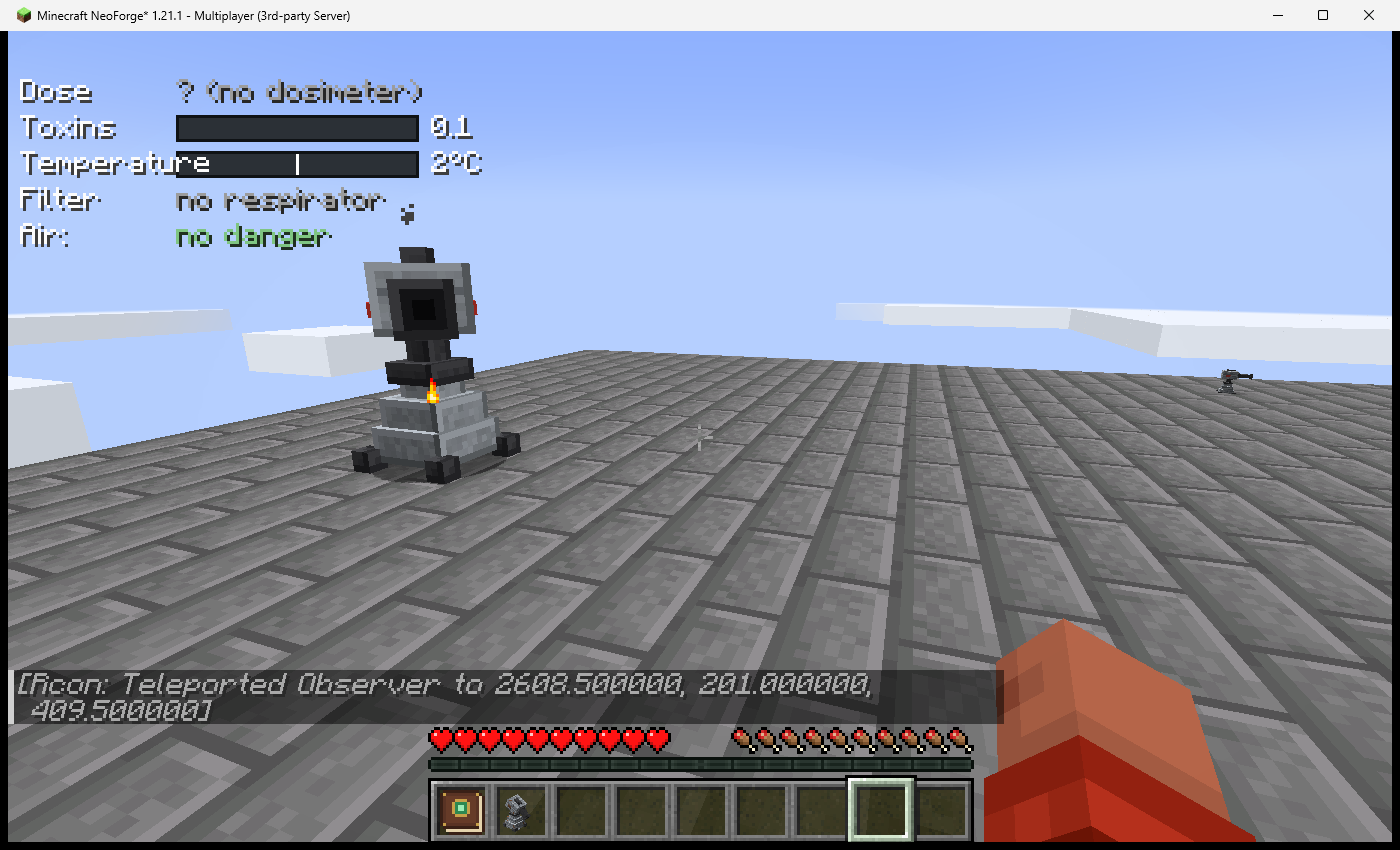 Minecraft NeoForge* 1.21.1 - Multiplayer (3rd-party Server)
Dose ? (no dosimeter)
Toxins 0.1
Temperature 2°C
Filter no respirator
Air: no danger
[Rcon: Teleported Observer to 2608.500000, 201.000000,
409.500000]